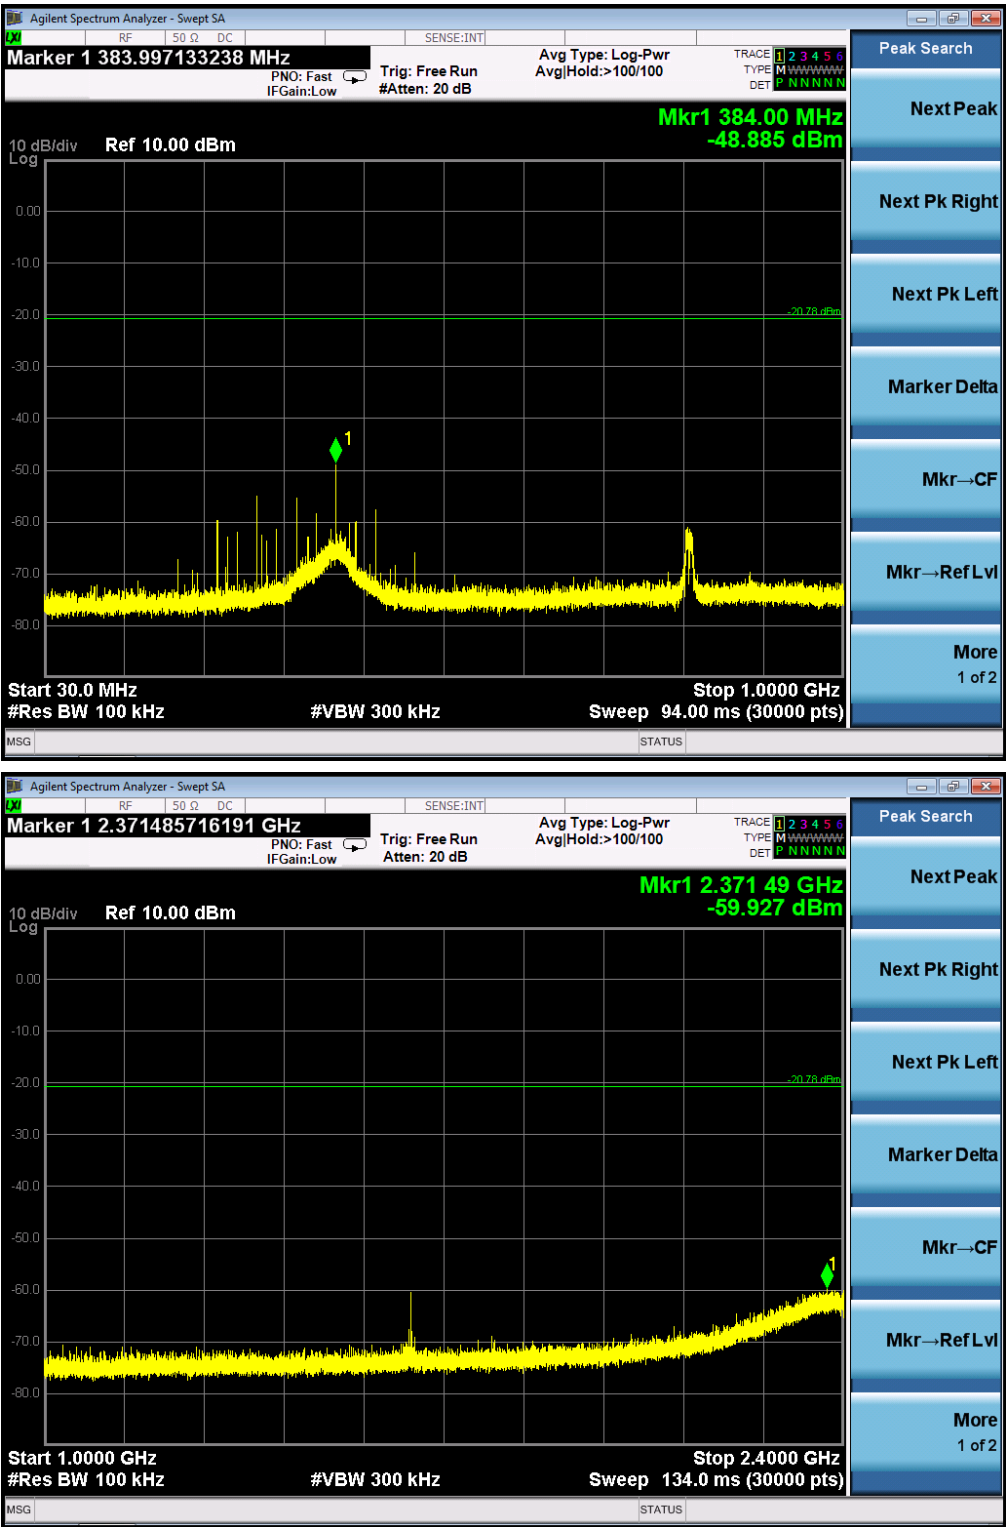 Agilent Spectrum Analyzer - Swept SA
LXI RF 50 Ω DC SENSE:INT
Marker 1 383.997133238 MHz
PNO: Fast
IFGain:Low
Trig: Free Run
#Atten: 20 dB
Avg Type: Log-Pwr
Avg|Hold:>100/100
TRACE 1 2 3 4 5 6
TYPE M WWWWW
DET P N N N N N
Peak Search
Mkr1 384.00 MHz
-48.885 dBm
10 dB/div Ref 10.00 dBm
Log
0.00
-10.0
-20.0
-20.78 dBm
-30.0
-40.0
1
-50.0
-60.0
-70.0
-80.0
Start 30.0 MHz Stop 1.0000 GHz
#Res BW 100 kHz #VBW 300 kHz Sweep 94.00 ms (30000 pts)
MSG STATUS
Next Peak
Next Pk Right
Next Pk Left
Marker Delta
Mkr→CF
Mkr→Ref Lvl
More
1 of 2
Agilent Spectrum Analyzer - Swept SA
LXI RF 50 Ω DC SENSE:INT
Marker 1 2.371485716191 GHz
PNO: Fast
IFGain:Low
Trig: Free Run
Atten: 20 dB
Avg Type: Log-Pwr
Avg|Hold:>100/100
TRACE 1 2 3 4 5 6
TYPE M WWWWW
DET P N N N N N
Peak Search
Mkr1 2.371 49 GHz
-59.927 dBm
10 dB/div Ref 10.00 dBm
Log
0.00
-10.0
-20.0
-20.78 dBm
-30.0
-40.0
-50.0
1
-60.0
-70.0
-80.0
Start 1.0000 GHz Stop 2.4000 GHz
#Res BW 100 kHz #VBW 300 kHz Sweep 134.0 ms (30000 pts)
MSG STATUS
Next Peak
Next Pk Right
Next Pk Left
Marker Delta
Mkr→CF
Mkr→Ref Lvl
More
1 of 2